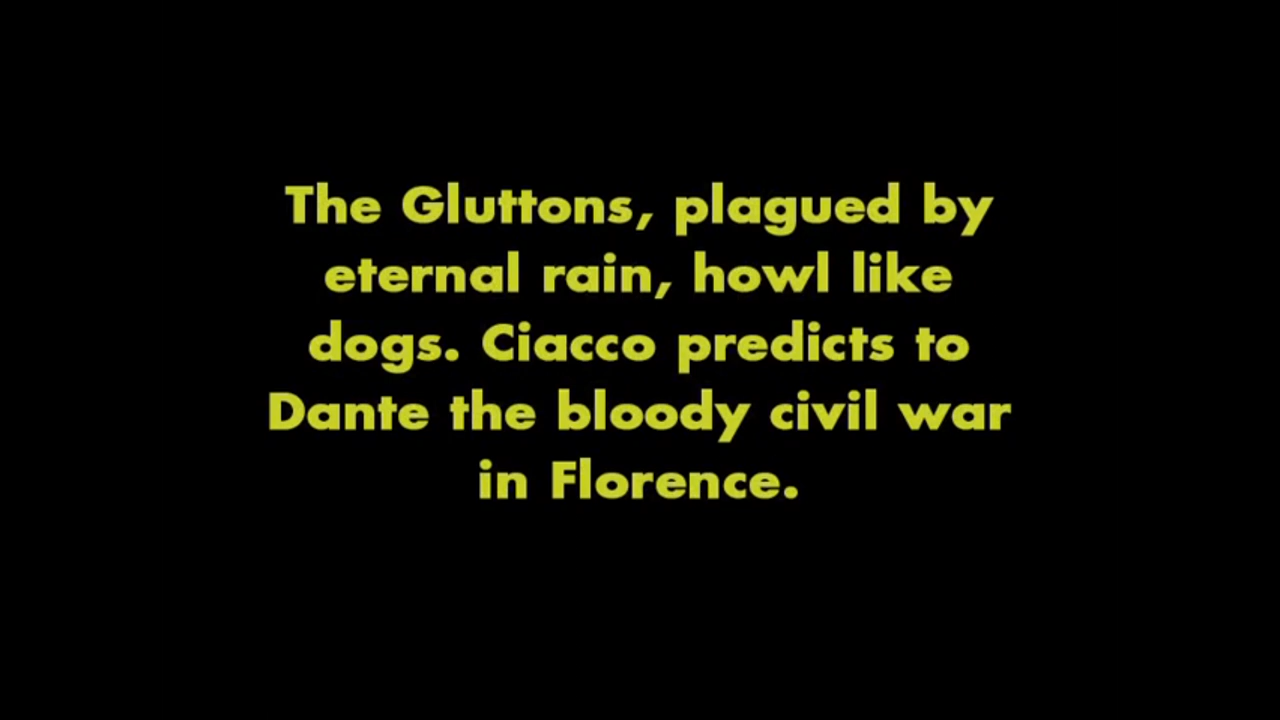 The Gluttons, plagued by
eternal rain, howl like
dogs. Ciacco predicts to
Dante the bloody civil war
in Florence.